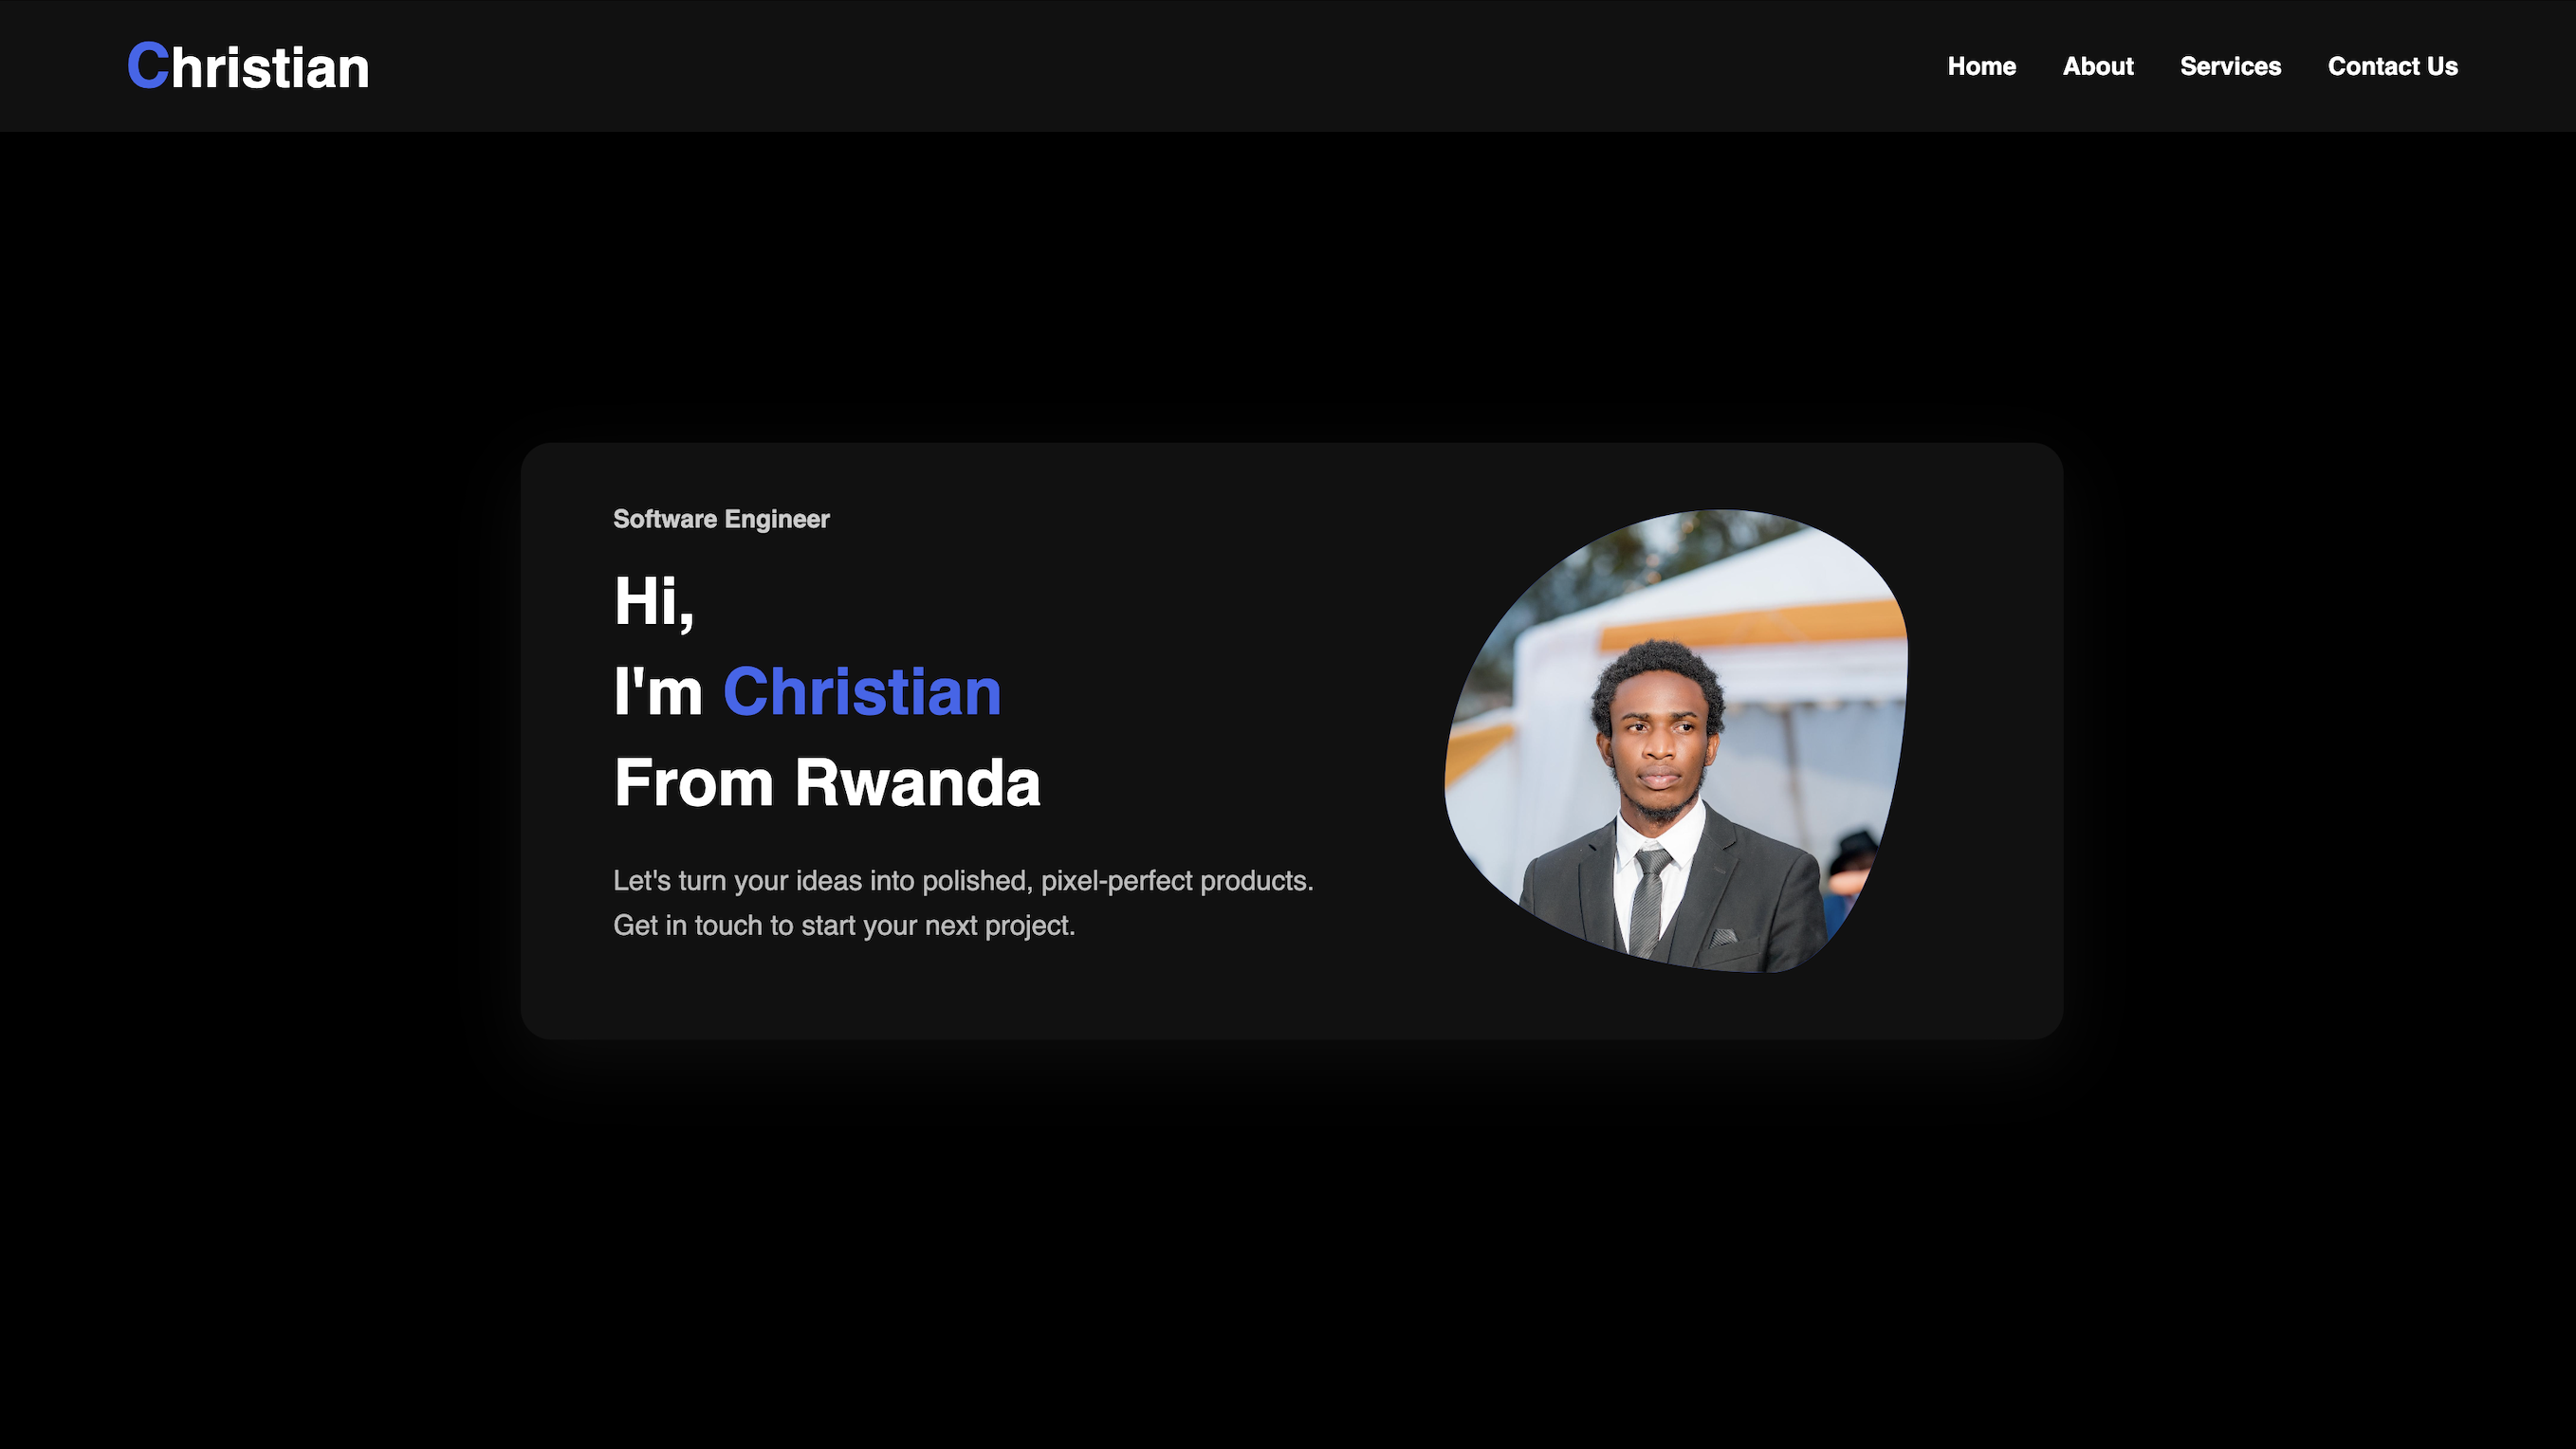 Christian
Home About Services Contact Us
Software Engineer
Hi,
I'm Christian
From Rwanda
Let's turn your ideas into polished, pixel-perfect products.
Get in touch to start your next project.